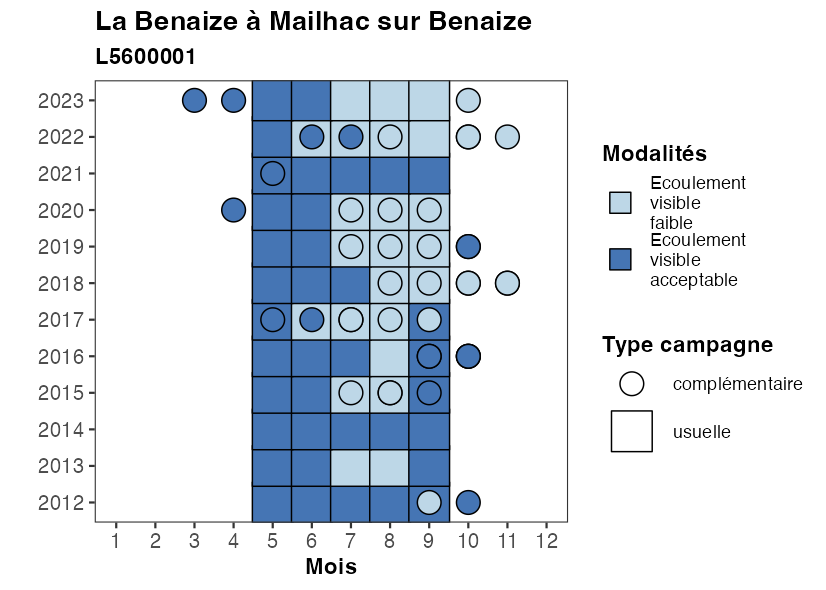 La Benaize à Mailhac sur Benaize
L5600001
2023
2022
2021
2020
2019
2018
2017
2016
2015
2014
2013
2012
1 2 3 4 5 6 7 8 9 10 11 12
Mois
Modalités
Ecoulement
visible
faible
Ecoulement
visible
acceptable
Type campagne
complémentaire
usuelle